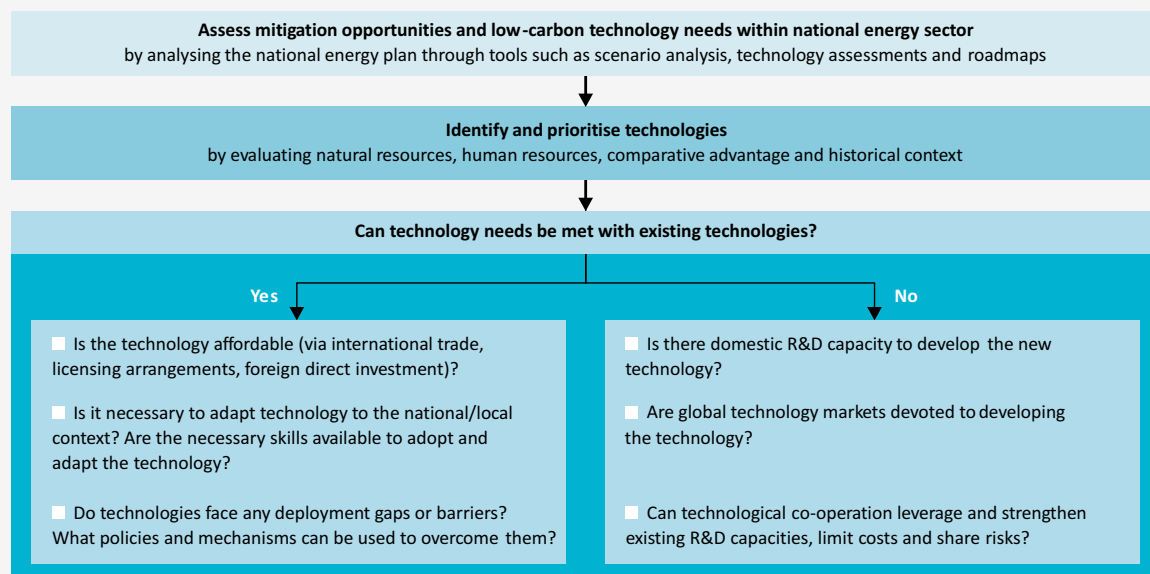 Assess mitigation opportunities and low-carbon technology needs within national energy sector
by analysing the national energy plan through tools such as scenario analysis, technology assessments and roadmaps
Identify and prioritise technologies
by evaluating natural resources, human resources, comparative advantage and historical context
Can technology needs be met with existing technologies?
Yes
No
Is the technology affordable (via international trade,
licensing arrangements, foreign direct investment)?
Is it necessary to adapt technology to the national/local
context? Are the necessary skills available to adopt and
adapt the technology?
Do technologies face any deployment gaps or barriers?
What policies and mechanisms can be used to overcome them?
Is there domestic R&D capacity to develop the new
technology?
Are global technology markets devoted to developing
the technology?
Can technological co-operation leverage and strengthen
existing R&D capacities, limit costs and share risks?